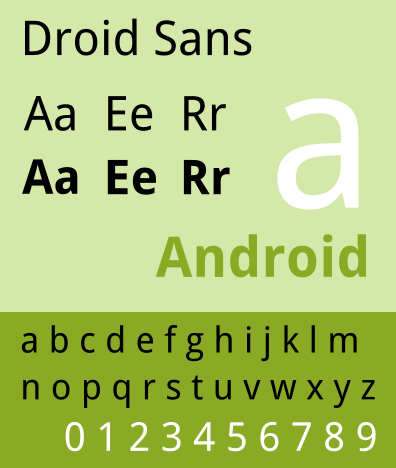 Droid Sans
Aa Ee Rr
Aa Ee Rr
a
Android
a b c d e f g h i j k l m
n o p q r s t u v w x y z
0 1 2 3 4 5 6 7 8 9